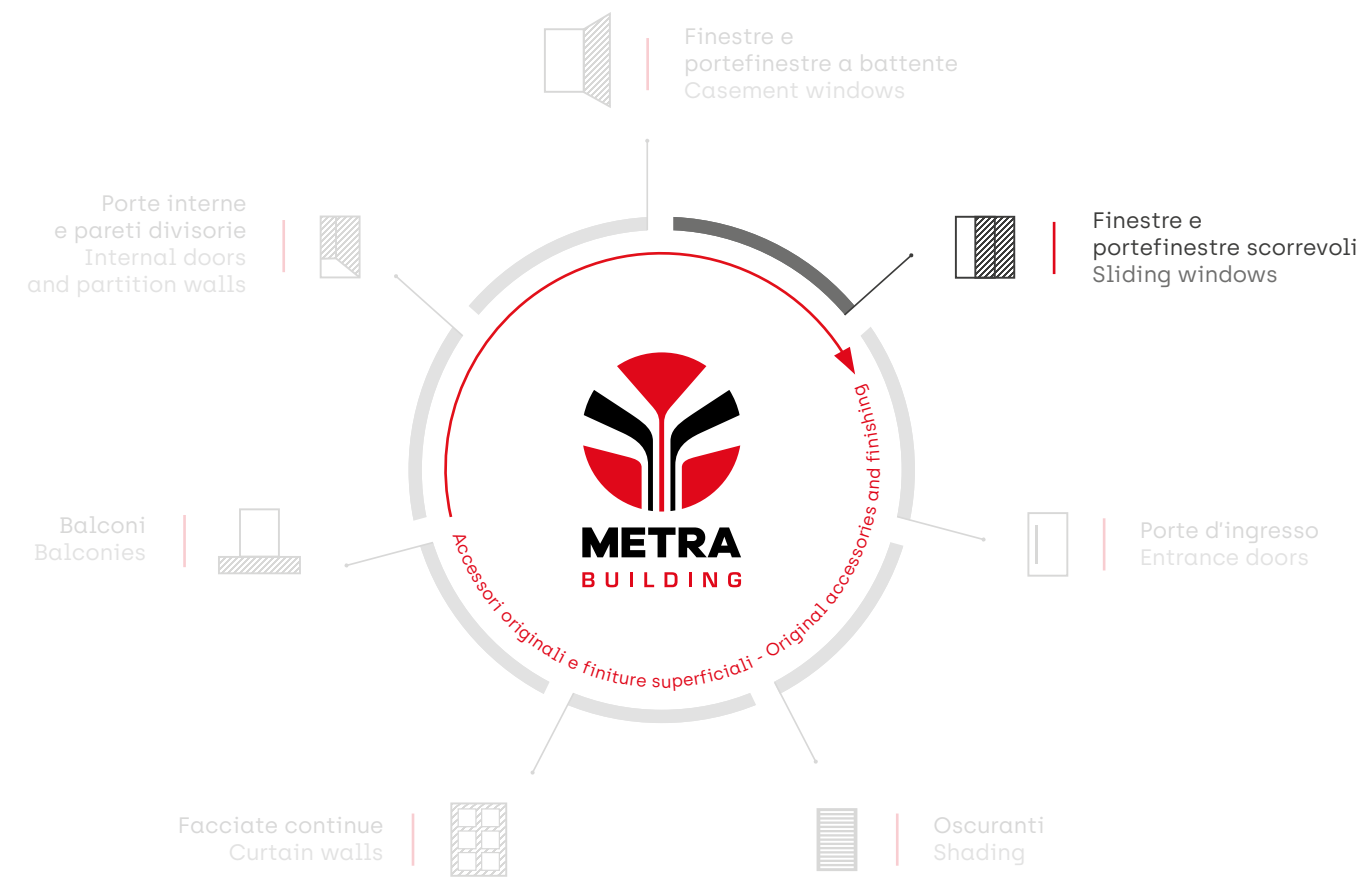 Finestre e
portefinestre a battente
Casement windows
Porte interne
e pareti divisorie
Internal doors
and partition walls
Finestre e
portefinestre scorrevoli
Sliding windows
METRA
BUILDING
Accessori originali e finiture superficiali - Original accessories and finishing
Balconi
Balconies
Porte d'ingresso
Entrance doors
Facciate continue
Curtain walls
Oscuranti
Shading